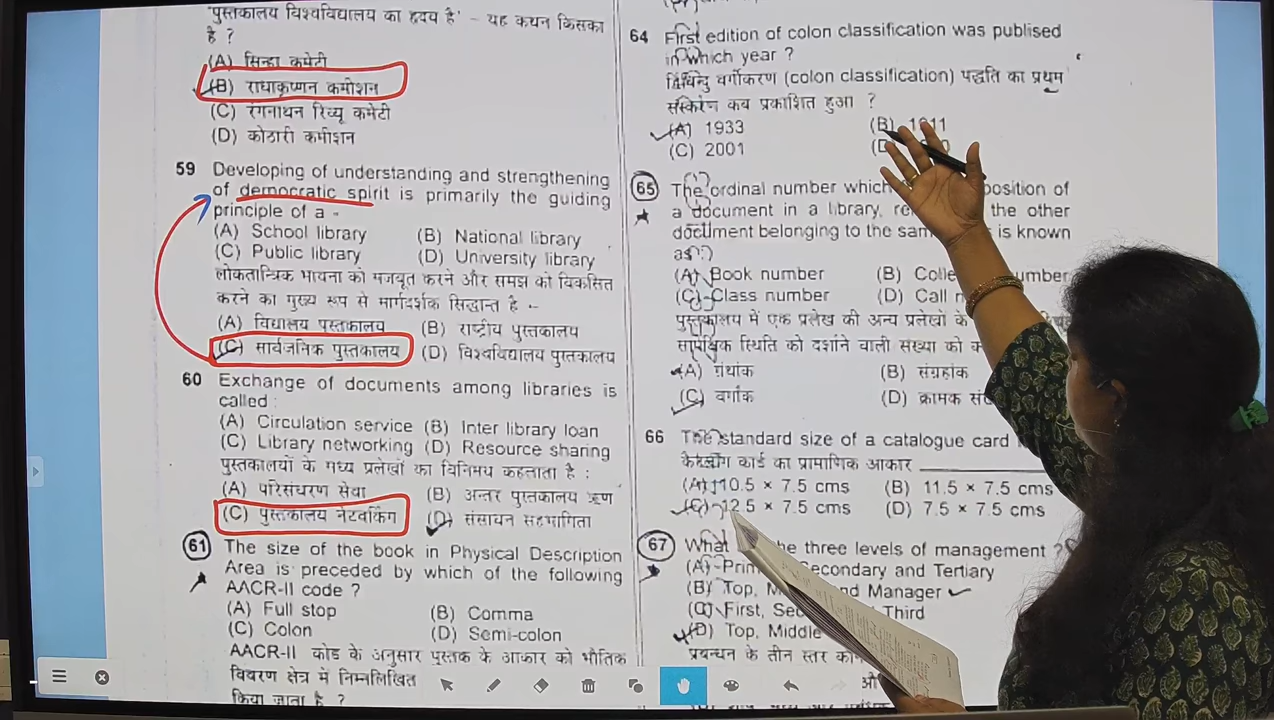 "पुस्तकालय विश्वविद्यालय का हृदय है' – यह कथन किसका
है ?
(A) सिन्हा कमेटी
(B) राधाकृष्णन कमीशन
(C) रंगनाथन रिव्यू कमेटी
(D) कोठारी कमीशन
59 Developing of understanding and strengthening
of democratic spirit is primarily the guiding
principle of a -
(A) School library (B) National library
(C) Public library (D) University library
लोकतान्त्रिक भावना को मजबूत करने और समझ को विकसित
करने का मुख्य रूप से मार्गदर्शक सिद्धान्त है –
(A) विद्यालय पुस्तकालय (B) राष्ट्रीय पुस्तकालय
(C) सार्वजनिक पुस्तकालय (D) विश्वविद्यालय पुस्तकालय
60 Exchange of documents among libraries is
called :
(A) Circulation service (B) Inter library loan
(C) Library networking (D) Resource sharing
पुस्तकालयों के मध्य प्रलेखों का विनिमय कहलाता है :
(A) परिसंचरण सेवा (B) अन्तर पुस्तकालय ऋण
(C) पुस्तकालय नेटवर्किंग (D) संसाधन सहभागिता
61 The size of the book in Physical Description
Area is preceded by which of the following
AACR-II code ?
(A) Full stop (B) Comma
(C) Colon (D) Semi-colon
AACR-II कोड के अनुसार पुस्तक के आकार को भौतिक
विवरण क्षेत्र में निम्नलिखित
किया जाता है ?
64 First edition of colon classification was publised
in which year ?
द्विबिन्दु वर्गीकरण (colon classification) पद्धति का प्रथम
संस्करण कब प्रकाशित हुआ ?
(A) 1933 (B) 1911
(C) 2001
65 The ordinal number which position of
a document in a library, the other
document belonging to the is known
as :
(A) Book number (B)
(C) Class number (D) Call
पुस्तकालय में एक प्रलेख की अन्य प्रलेखों के
सापेक्षिक स्थिति को दर्शाने वाली संख्या को
(A) ग्रंथांक (B) संग्रहांक
(C) वर्गांक (D) क्रामक
66 The standard size of a catalogue card
कैटलॉग कार्ड का प्रामाणिक आकार
(A) 10.5 × 7.5 cms (B) 11.5 × 7.5 cms
(C) 12.5 × 7.5 cms (D) 7.5 × 7.5 cms
67 What the three levels of management ?
(A) Secondary and Tertiary
(B) Top, and Manager
(C) First, Third
(D) Top, Middle
प्रबन्धन के तीन स्तर